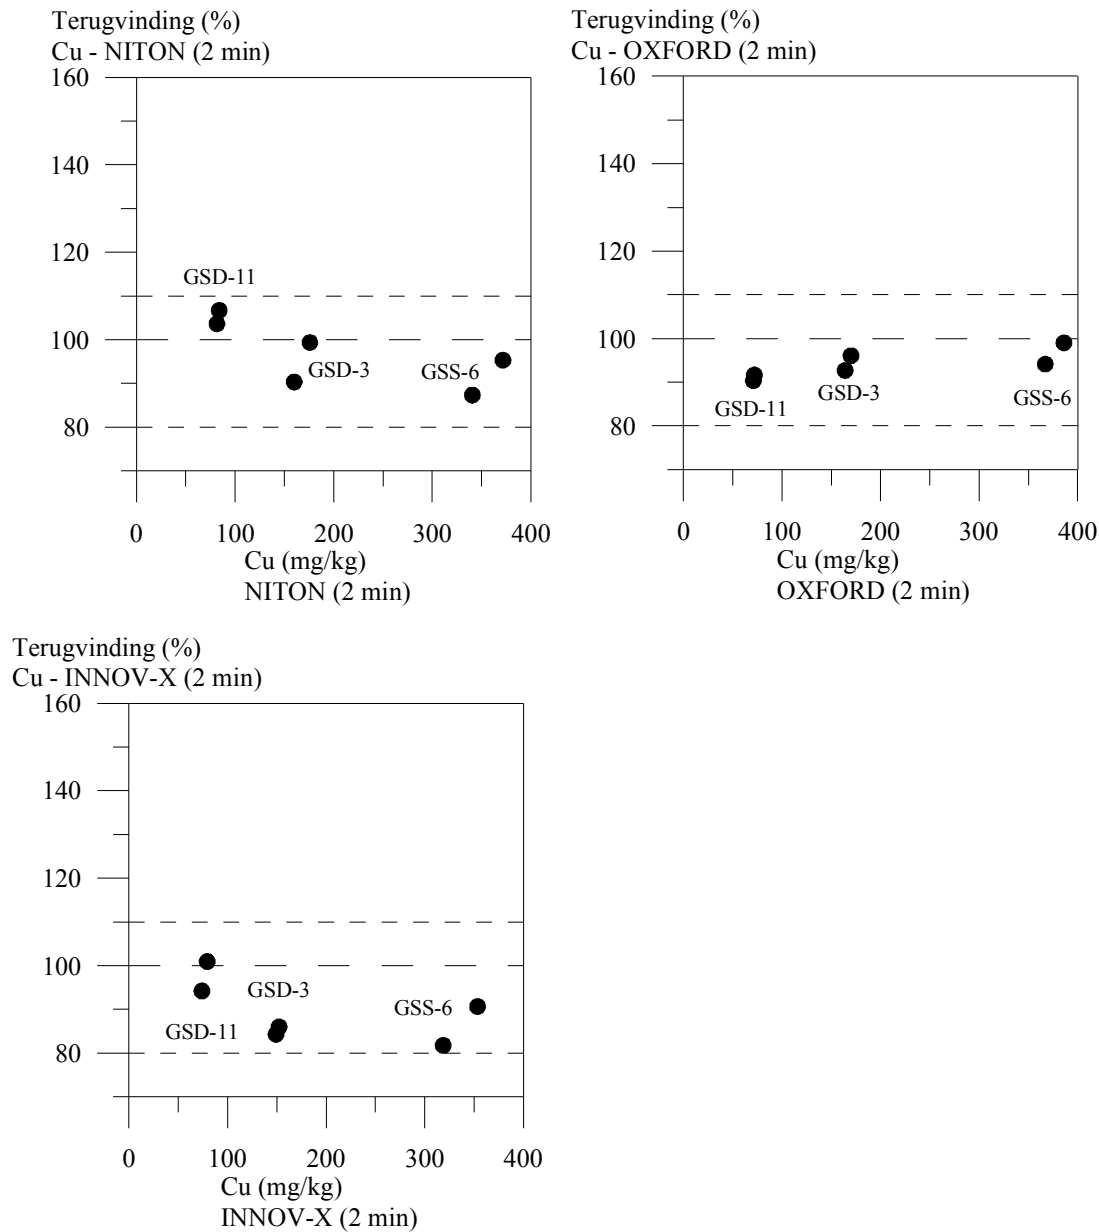 Terugvinding (%)
Cu - NITON (2 min)
160
140
120
100
80
GSD-11
GSD-3
GSS-6
0 100 200 300 400
Cu (mg/kg)
NITON (2 min)
Terugvinding (%)
Cu - OXFORD (2 min)
160
140
120
100
80
GSD-11
GSD-3
GSS-6
0 100 200 300 400
Cu (mg/kg)
OXFORD (2 min)
Terugvinding (%)
Cu - INNOV-X (2 min)
160
140
120
100
80
GSD-3
GSS-6
GSD-11
0 100 200 300 400
Cu (mg/kg)
INNOV-X (2 min)